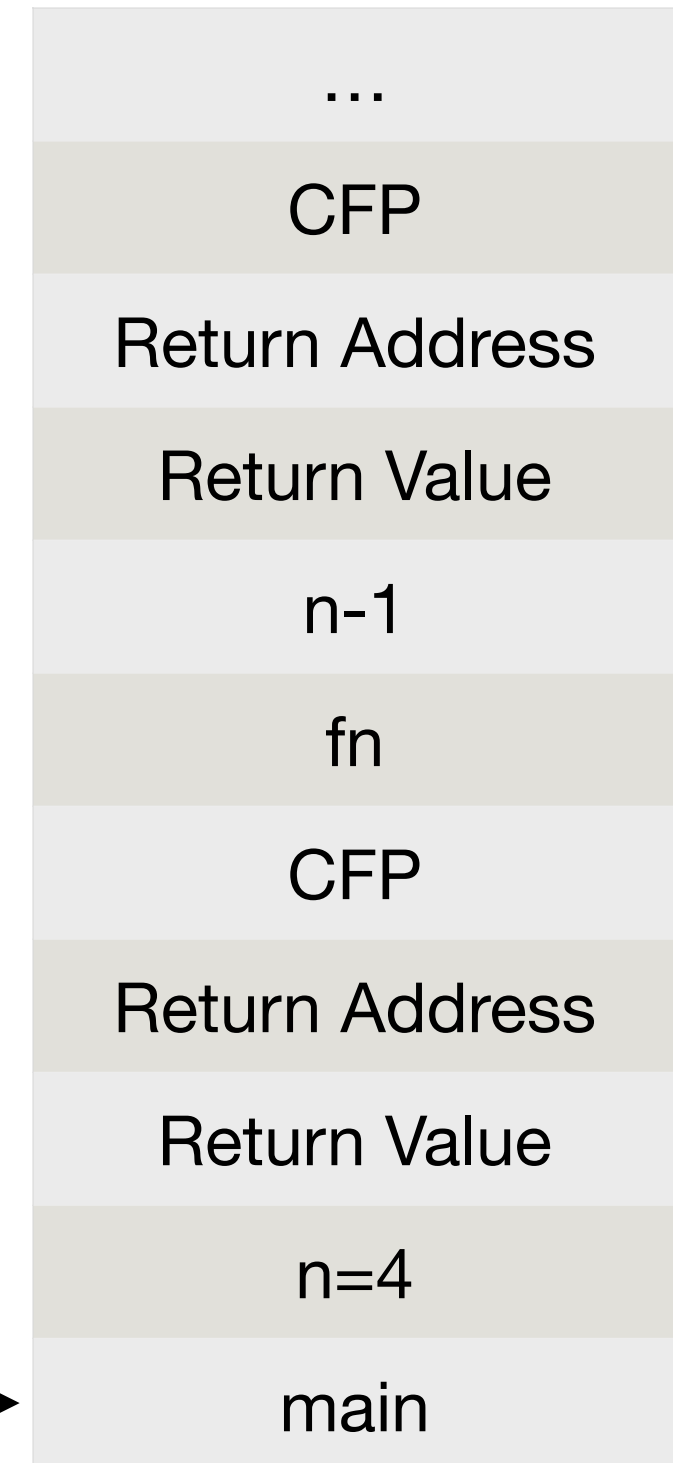 ...
CFP
Return Address
Return Value
n-1
fn
CFP
Return Address
Return Value
n=4
main